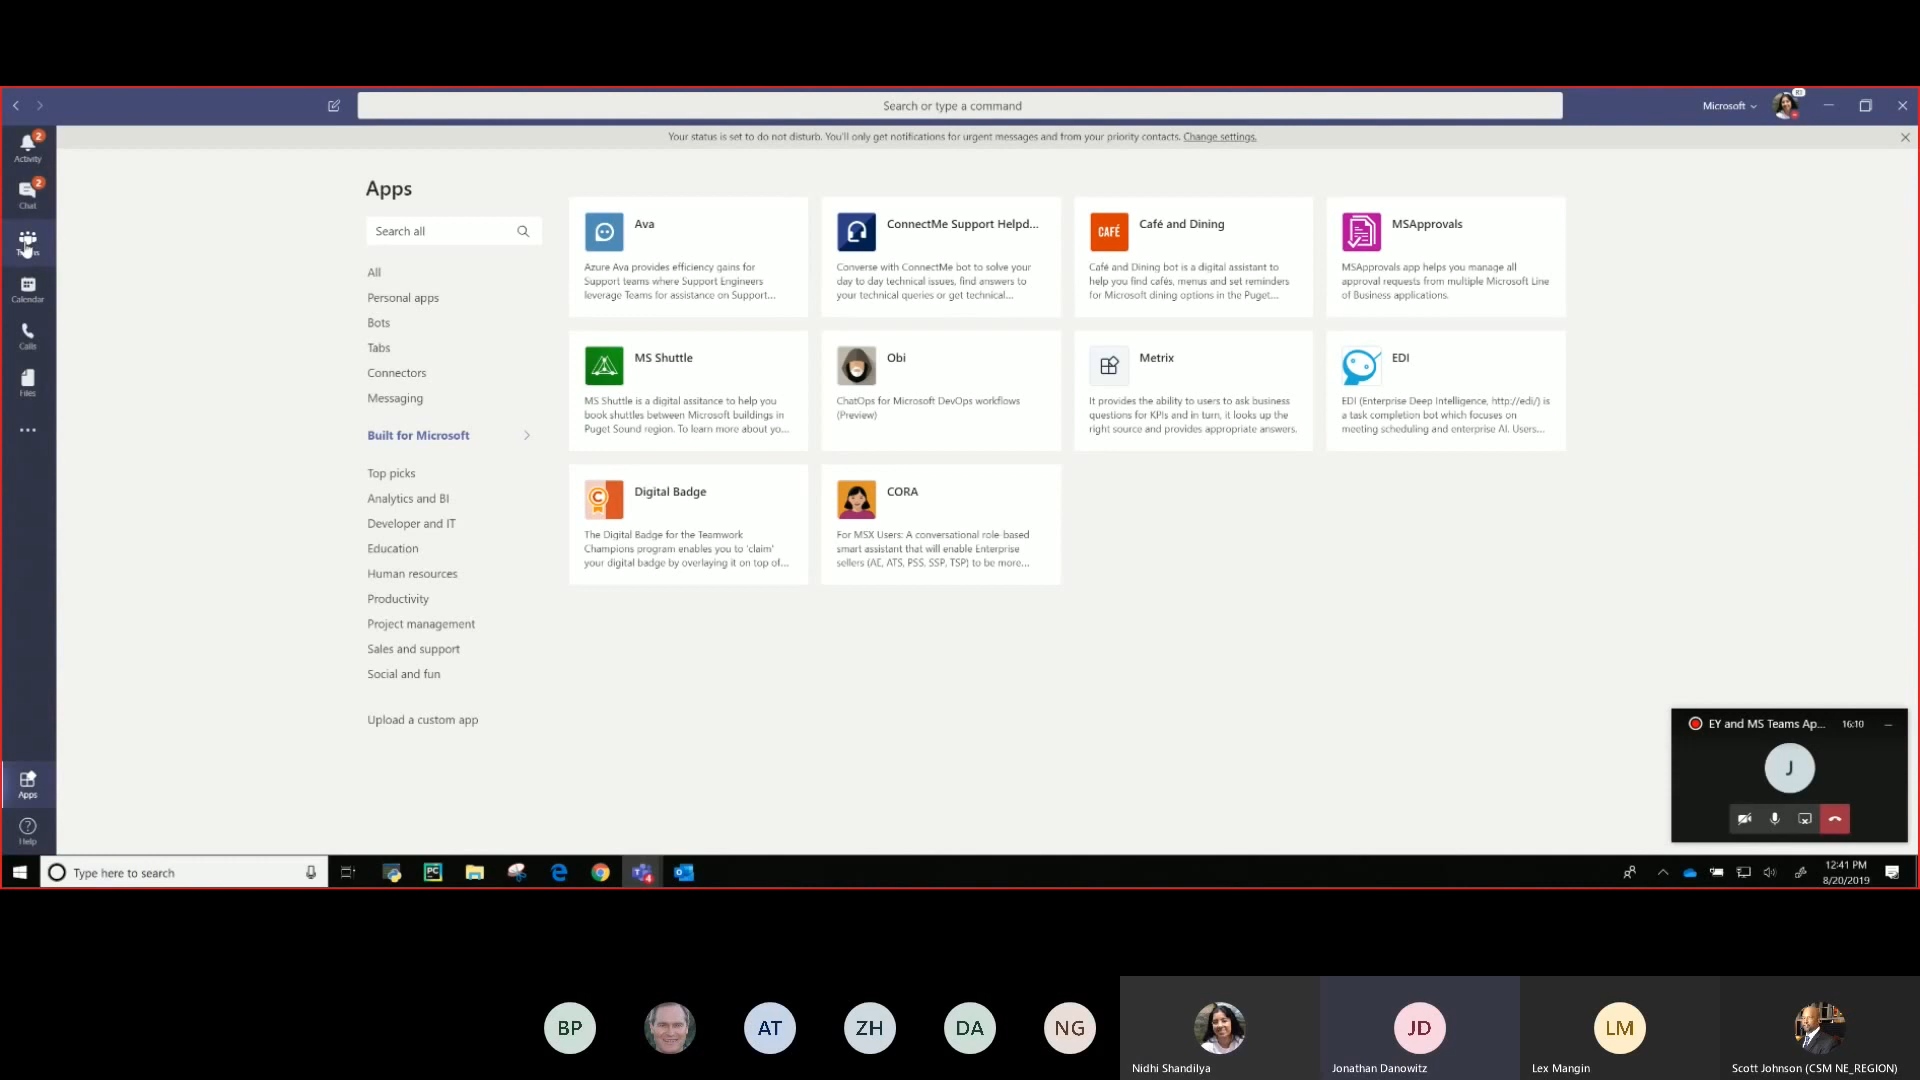 Search or type a command
Microsoft
Your status is set to do not disturb. You'll only get notifications for urgent messages and from your priority contacts. Change settings.
2
Activity
2
Chat
Calendar
Calls
Files
Apps
Help
Apps
Search all
All
Personal apps
Bots
Tabs
Connectors
Messaging
Built for Microsoft
Top picks
Analytics and BI
Developer and IT
Education
Human resources
Productivity
Project management
Sales and support
Social and fun
Upload a custom app
Ava
Azure Ava provides efficiency gains for
Support teams where Support Engineers
leverage Teams for assistance on Support...
ConnectMe Support Helpd...
Converse with ConnectMe bot to solve your
day to day technical issues, find answers to
your technical queries or get technical...
CAFÉ
Café and Dining
Café and Dining bot is a digital assistant to
help you find cafés, menus and set reminders
for Microsoft dining options in the Puget...
MSApprovals
MSApprovals app helps you manage all
approval requests from multiple Microsoft Line
of Business applications.
MS Shuttle
MS Shuttle is a digital assitance to help you
book shuttles between Microsoft buildings in
Puget Sound region. To learn more about yo...
Obi
ChatOps for Microsoft DevOps workflows
(Preview)
Metrix
It provides the ability to users to ask business
questions for KPIs and in turn, it looks up the
right source and provides appropriate answers.
EDI
EDI (Enterprise Deep Intelligence, http://edi/) is
a task completion bot which focuses on
meeting scheduling and enterprise AI. Users...
C
Digital Badge
The Digital Badge for the Teamwork
Champions program enables you to 'claim'
your digital badge by overlaying it on top of...
CORA
For MSX Users: A conversational role based
smart assistant that will enable Enterprise
sellers (AE, ATS, PSS, SSP, TSP) to be more...
EY and MS Teams Ap... 16:10
J
Type here to search
PC
12:41 PM
8/20/2019
BP
AT
ZH
DA
NG
JD
LM
Nidhi Shandilya
Jonathan Danowitz
Lex Mangin
Scott Johnson (CSM NE_REGION)